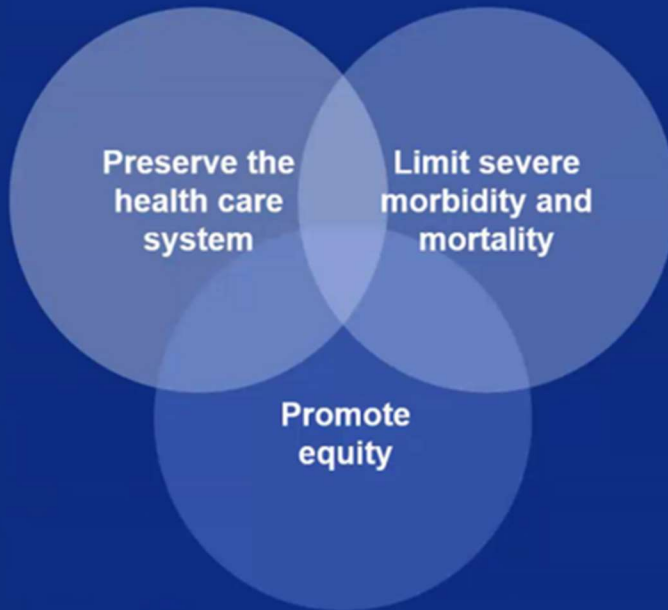 Preserve the
health care
system
Limit severe
morbidity and
mortality
Promote
equity